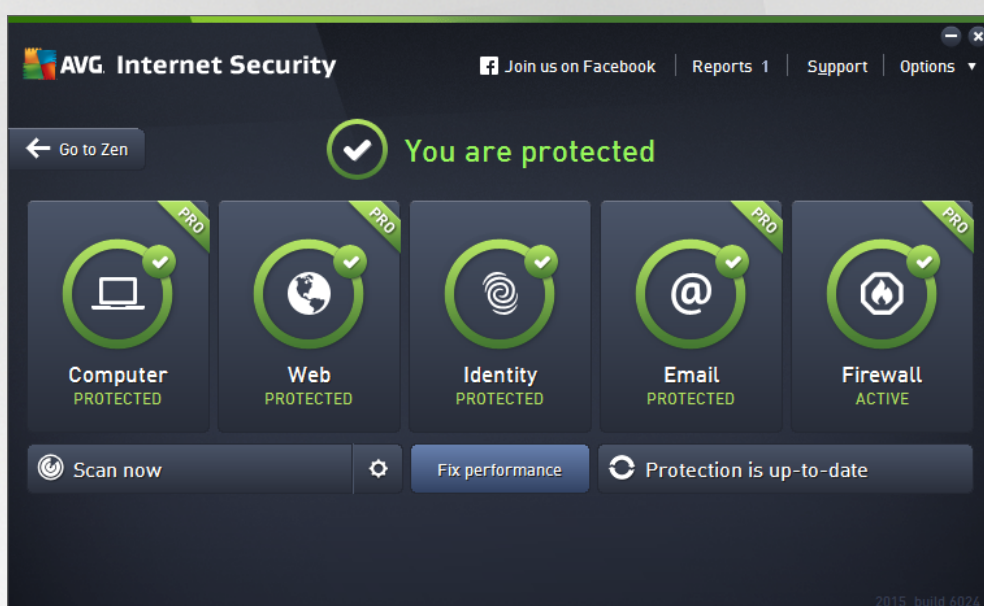 AVG. Internet Security
Join us on Facebook
Reports 1
Support
Options
Go to Zen
You are protected
PRO
PRO
PRO
PRO
Computer
PROTECTED
Web
PROTECTED
Identity
PROTECTED
Email
PROTECTED
Firewall
ACTIVE
Scan now
Fix performance
Protection is up-to-date
2015 build 6024